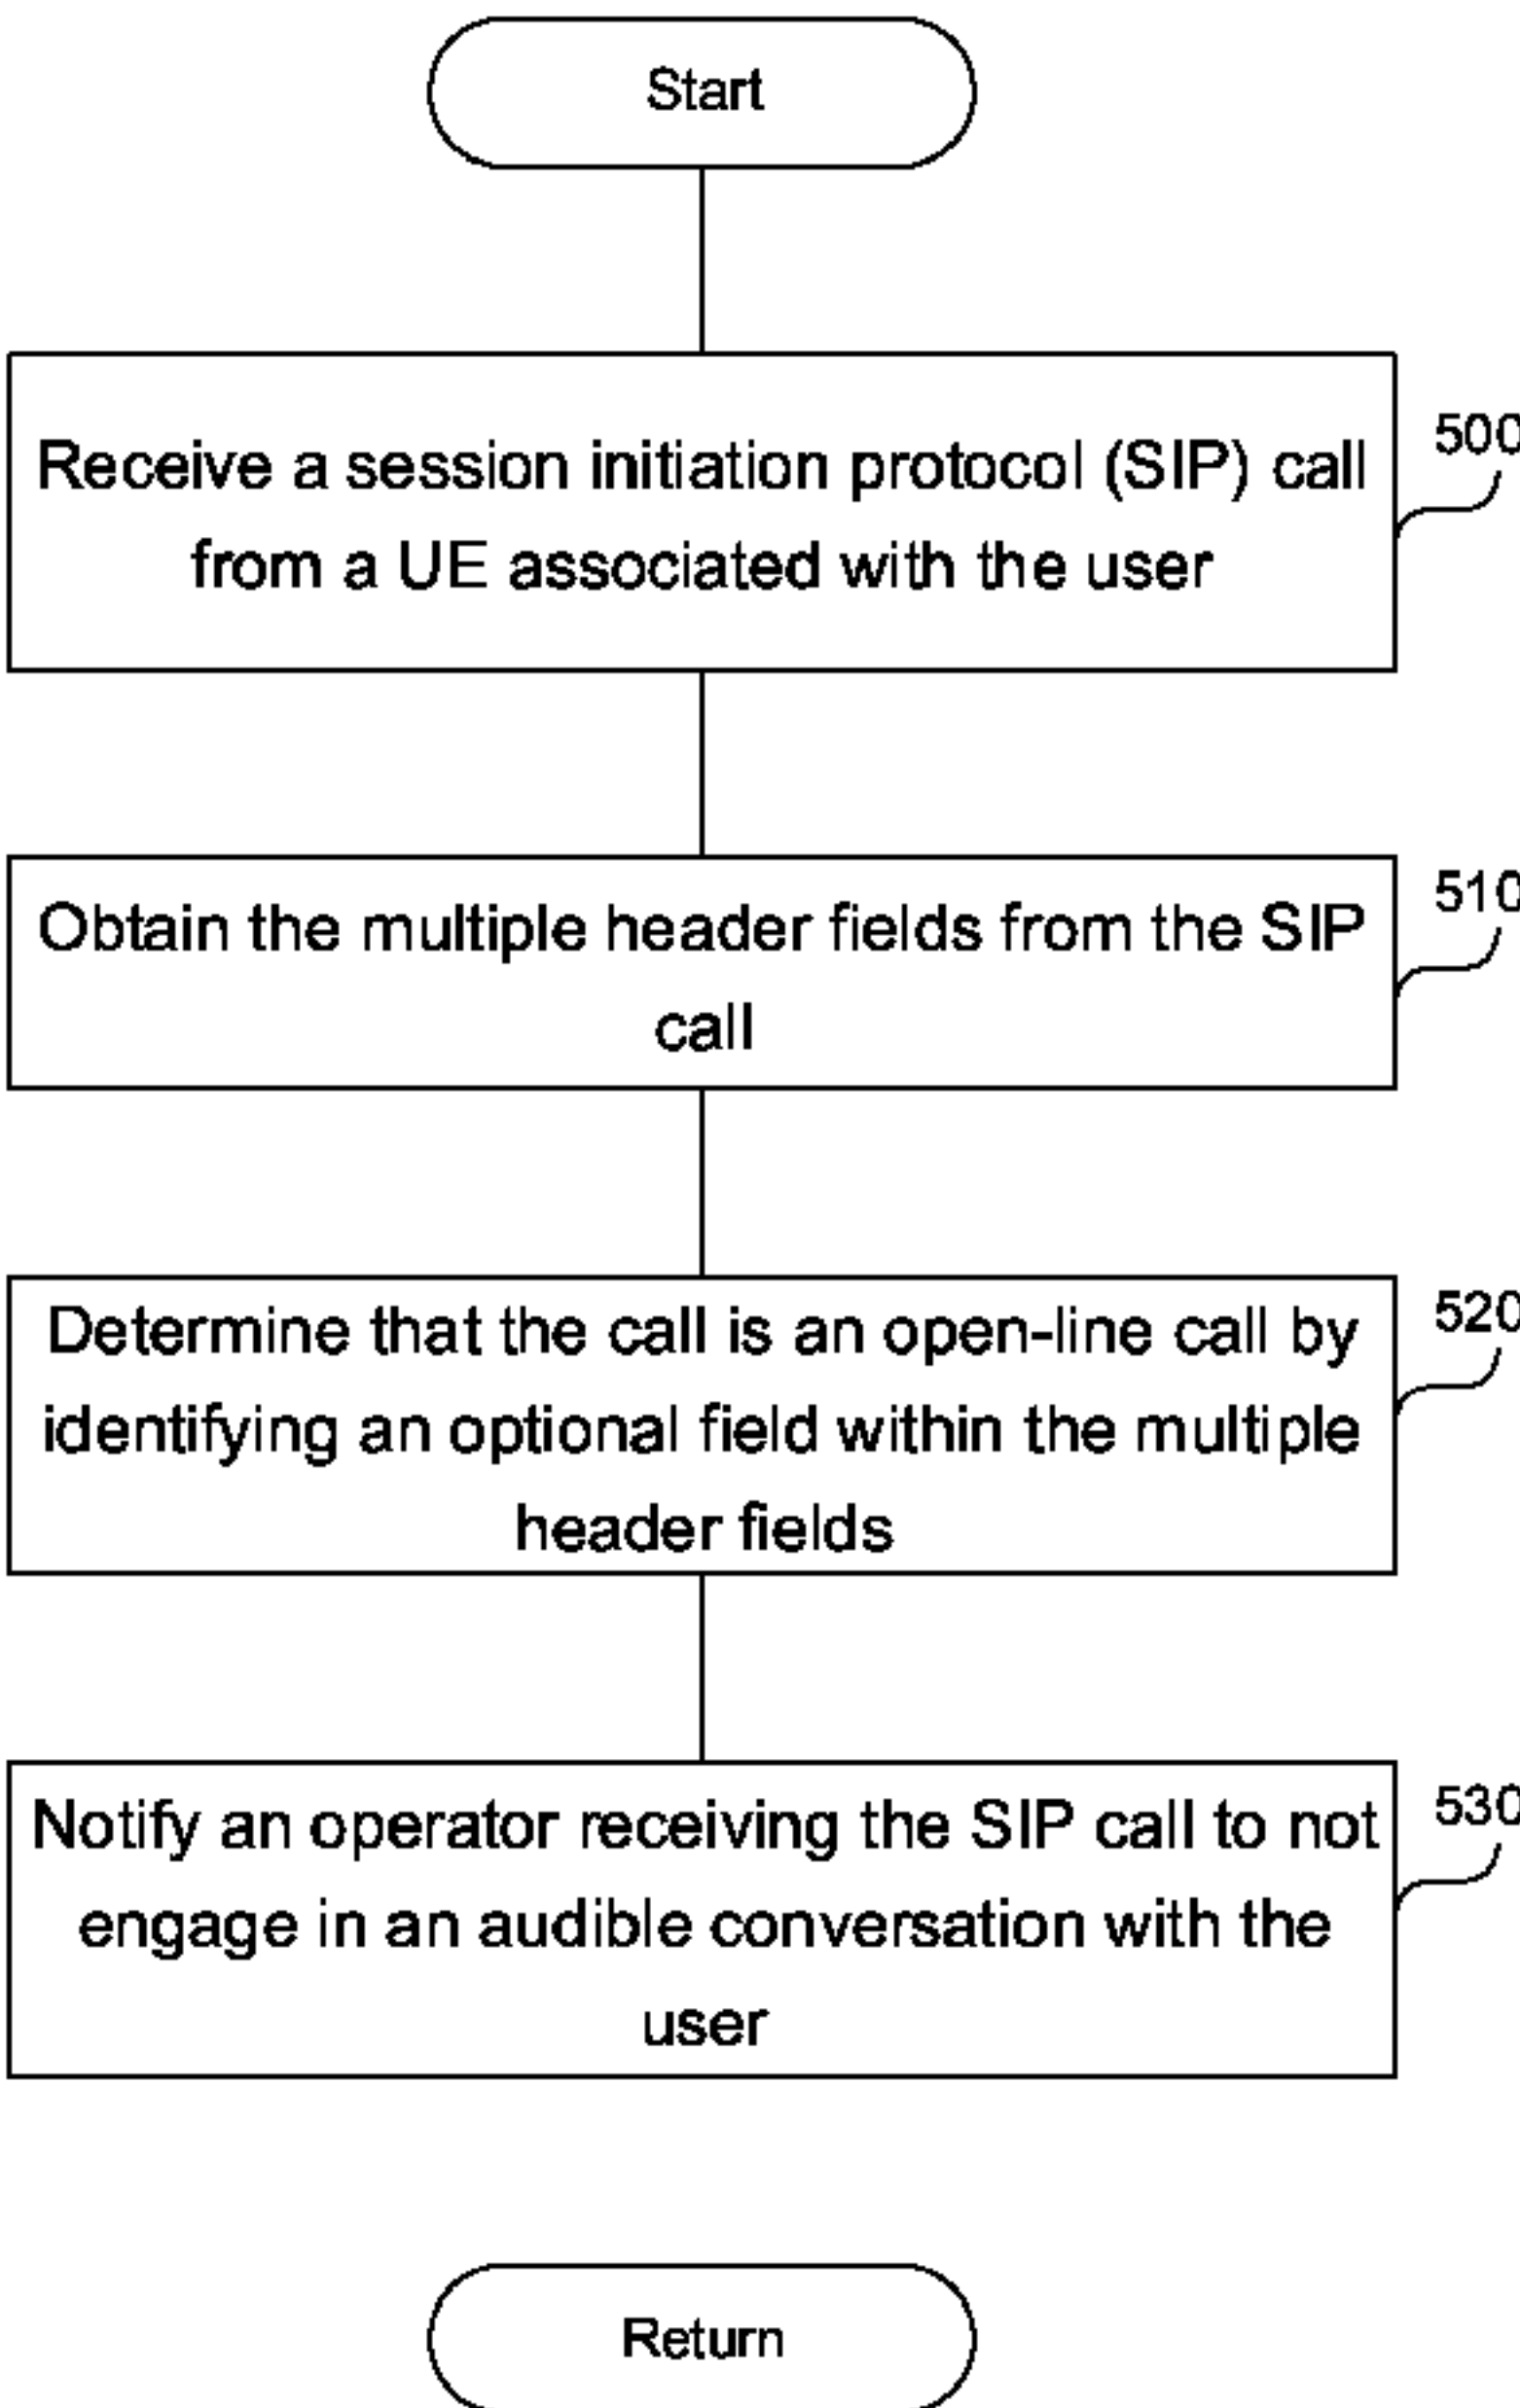 Start
Receive a session initiation protocol (SIP) call
from a UE associated with the user
500
Obtain the multiple header fields from the SIP
call
510
Determine that the call is an open-line call by
identifying an optional field within the multiple
header fields
520
Notify an operator receiving the SIP call to not
engage in an audible conversation with the
user
530
Return